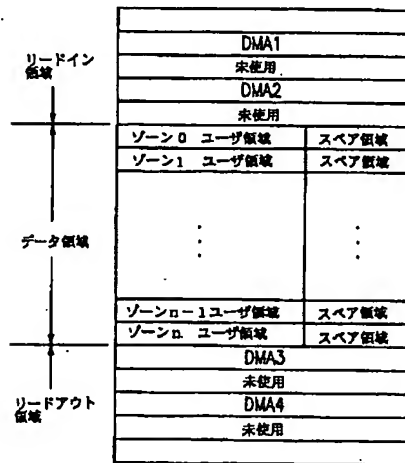 リードイン
領域
DMA1
未使用
DMA2
未使用
データ領域
ゾーン0 ユーザ領域 スペア領域
ゾーン1 ユーザ領域 スペア領域
ゾーンn-1ユーザ領域 スペア領域
ゾーンn ユーザ領域 スペア領域
リードアウト
領域
DMA3
未使用
DMA4
未使用